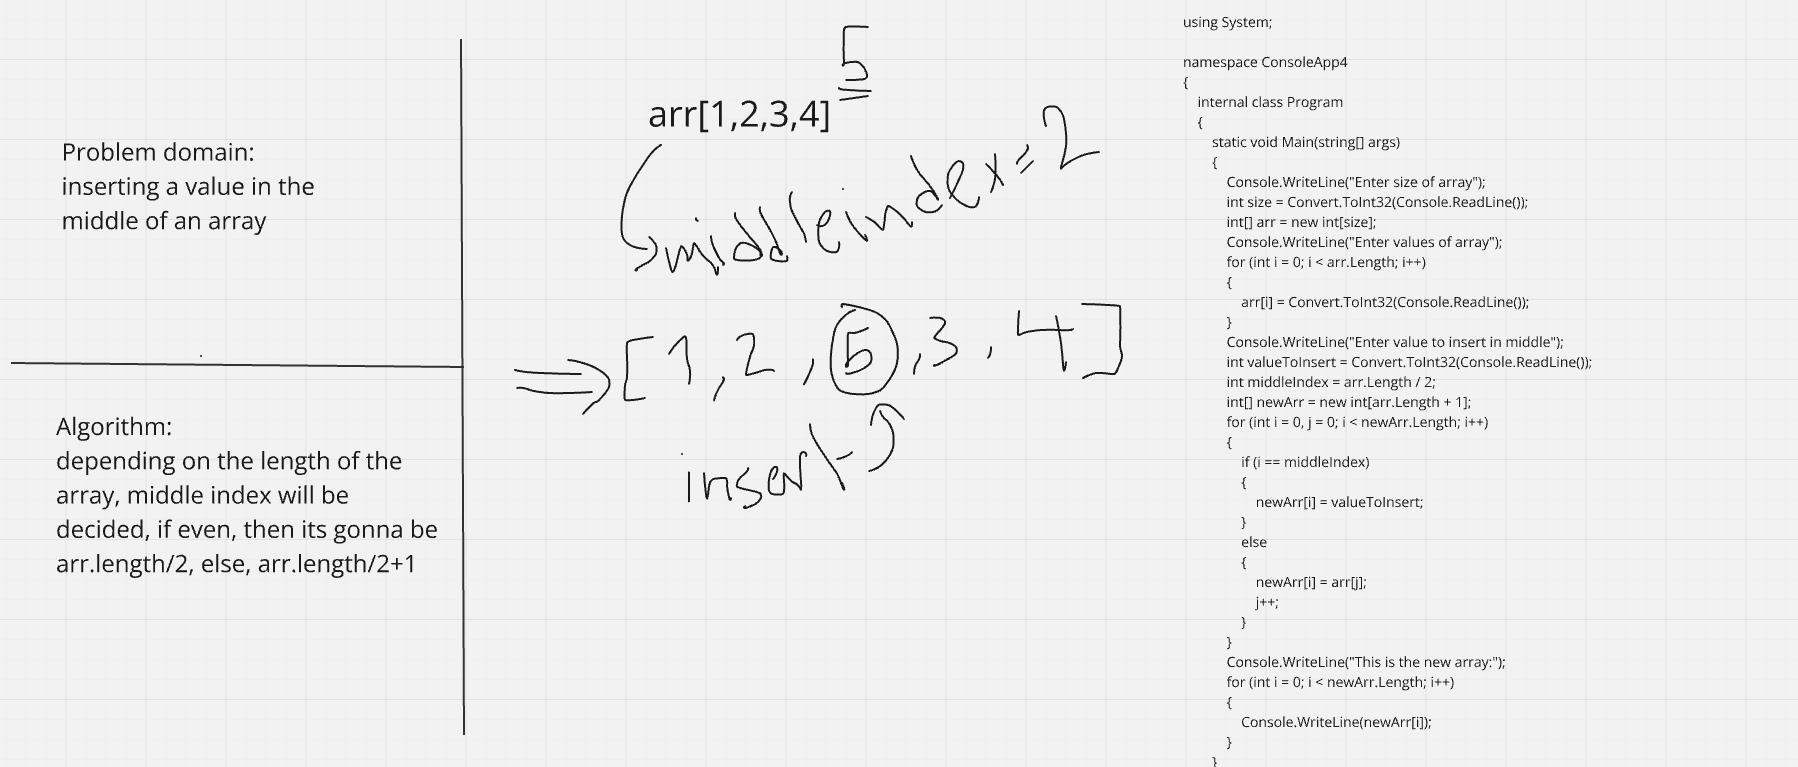 Problem domain:
inserting a value in the
middle of an array
Algorithm:
depending on the length of the
array, middle index will be
decided, if even, then its gonna be
arr.length/2, else, arr.length/2+1
5
arr[1,2,3,4]
middleindex=2
[1,2,5,3,4]
insert
using System;
namespace ConsoleApp4
{
internal class Program
{
static void Main(string[] args)
{
Console.WriteLine("Enter size of array");
int size = Convert.ToInt32(Console.ReadLine());
int[] arr = new int[size];
Console.WriteLine("Enter values of array");
for (int i = 0; i < arr.Length; i++)
{
arr[i] = Convert.ToInt32(Console.ReadLine());
}
Console.WriteLine("Enter value to insert in middle");
int valueToInsert = Convert.ToInt32(Console.ReadLine());
int middleIndex = arr.Length / 2;
int[] newArr = new int[arr.Length + 1];
for (int i = 0, j = 0; i < newArr.Length; i++)
{
if (i == middleIndex)
{
newArr[i] = valueToInsert;
}
else
{
newArr[i] = arr[j];
j++;
}
}
Console.WriteLine("This is the new array:");
for (int i = 0; i < newArr.Length; i++)
{
Console.WriteLine(newArr[i]);
}
}